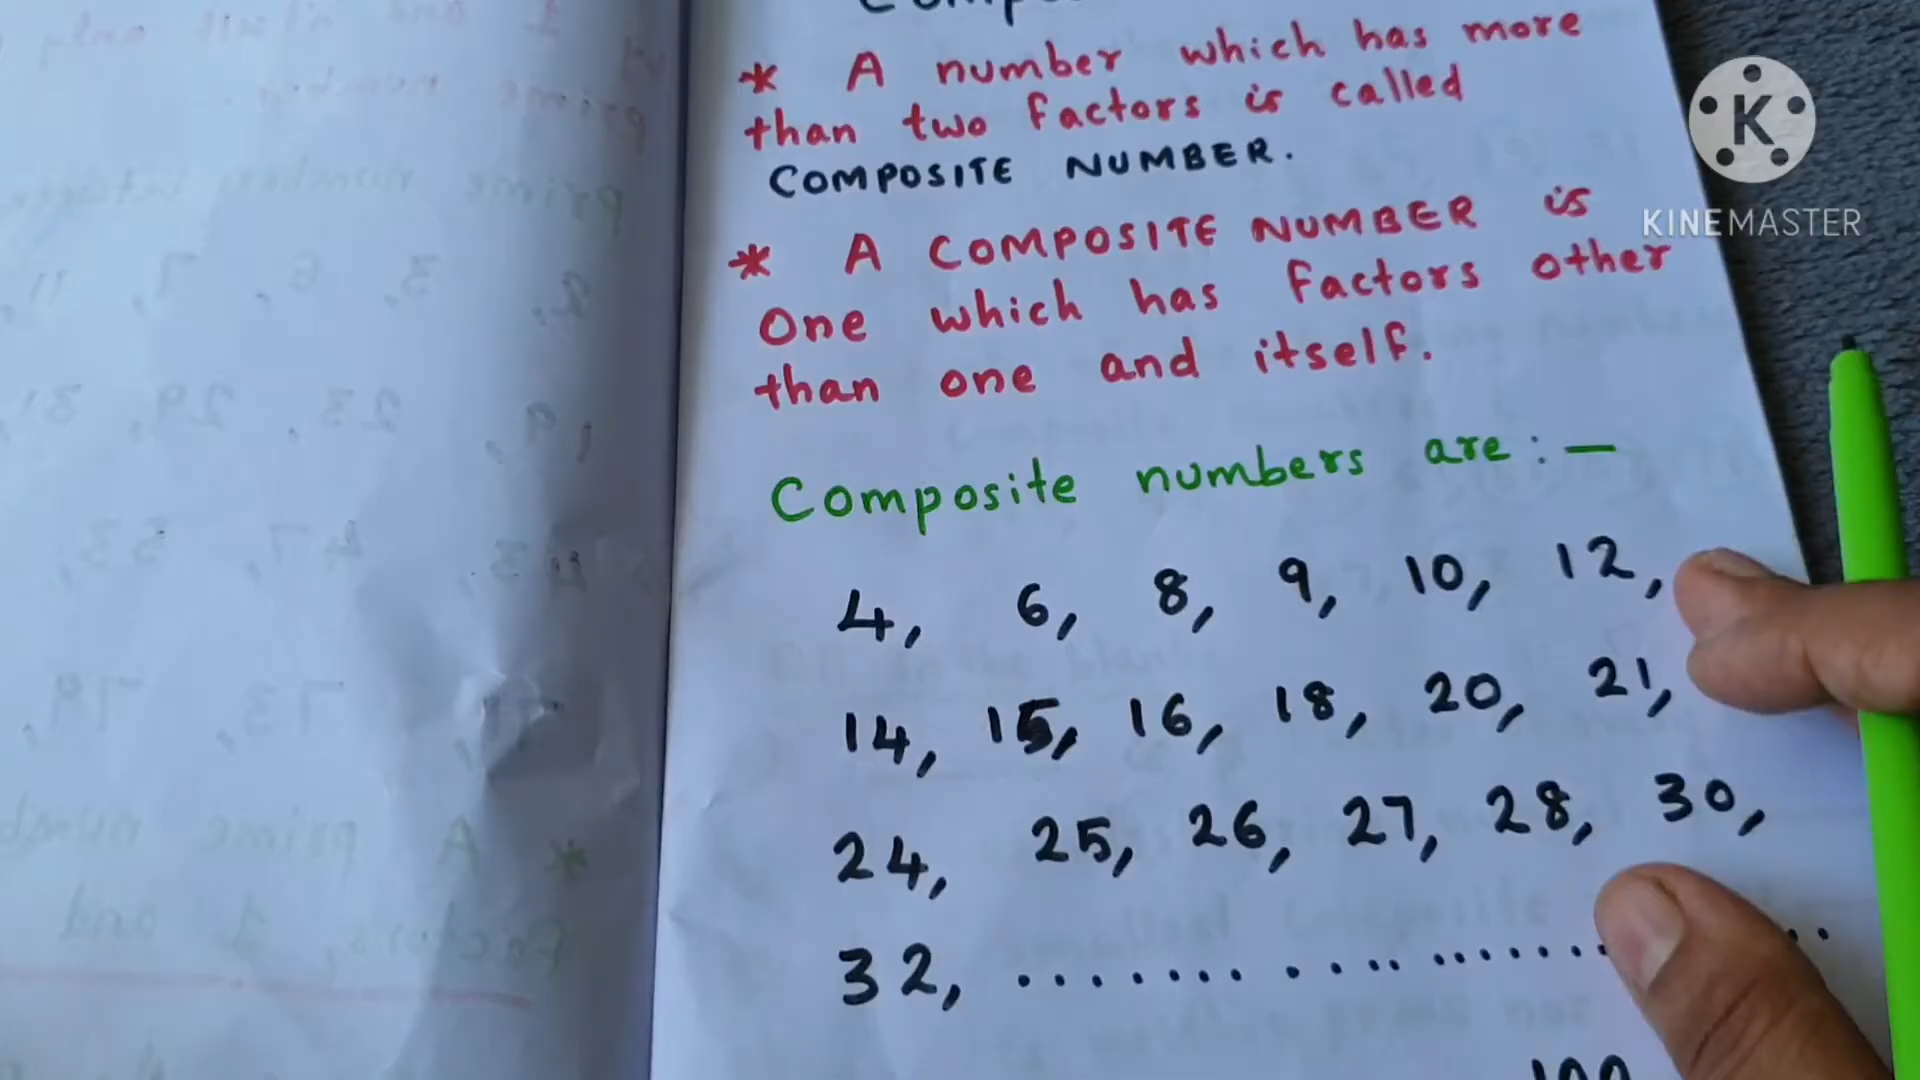 * A number which has more
than two factors is called
COMPOSITE NUMBER.
* A COMPOSITE NUMBER is
one which has factors other
than one and itself.
Composite numbers are : —
4, 6, 8, 9, 10, 12,
14, 15, 16, 18, 20, 21,
24, 25, 26, 27, 28, 30,
32, ......................
100
K
KINEMASTER